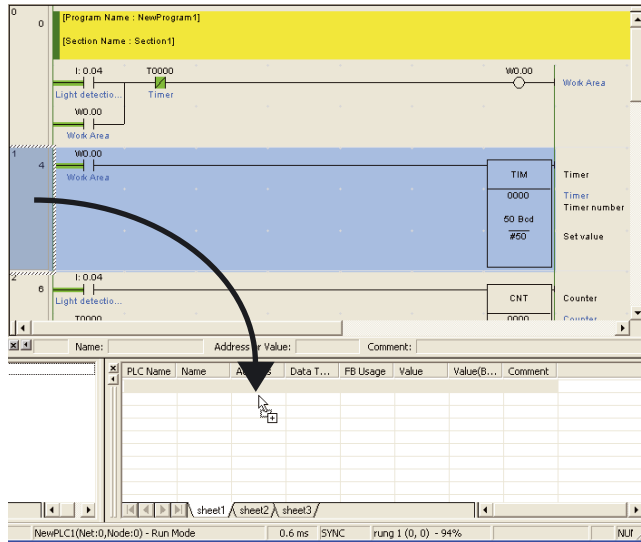 0
0
[Program Name : NewProgram1]
[Section Name : Section1]
I: 0.04
T0000
W0.00
Work Area
Light detectio...
Timer
W0.00
Work Area
1
4
W0.00
Work Area
TIM
Timer
0000
Timer
Timer number
50 Bcd
#50
Set value
2
6
I: 0.04
Light detectio...
CNT
Counter
T0000
0000
Counter
Name:
Address or Value:
Comment:
PLC Name Name Data T... FB Usage Value Value(B... Comment
sheet1 sheet2 sheet3
NewPLC1(Net:0,Node:0) - Run Mode 0.6 ms SYNC rung 1 (0, 0) - 94% NUM